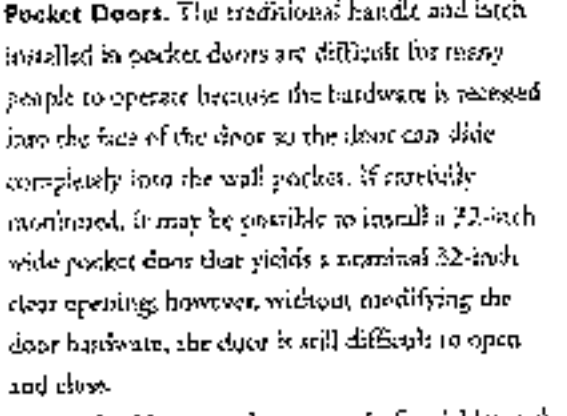 Pocket Doors. The traditional handle and latch
installed in pocket doors are difficult for many
people to operate because the hardware is recessed
into the face of the door so the door can slide
completely into the wall pocket. If carefully
monitored, it may be possible to install a -inch
wide pocket door that yields a nominal 32-inch
clear opening; however, without modifying the
door hardware, the door is still difficult to open
and close.